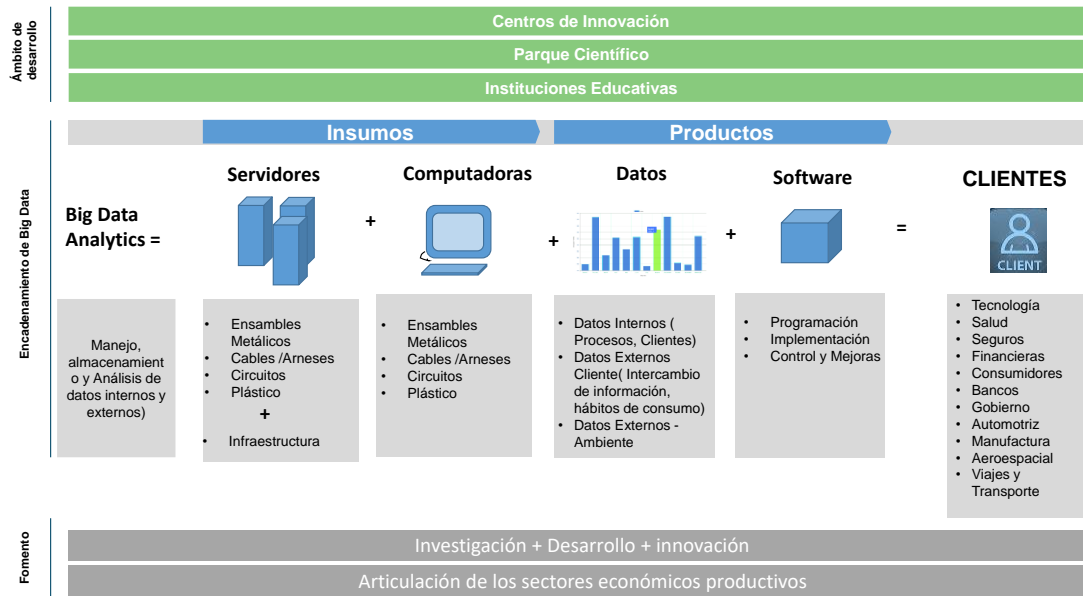 Ámbito de
desarrollo
Centros de Innovación
Parque Científico
Instituciones Educativas
Encadenamiento de Big Data
Insumos
Productos
Big Data
Analytics =
Servidores
+
Computadoras
+
Datos
+
Software
=
CLIENTES
CLIENT
Manejo,
almacenamient
o y Análisis de
datos internos y
externos)
• Ensambles
Metálicos
• Cables /Arneses
• Circuitos
• Plástico
+
• Infraestructura
• Ensambles
Metálicos
• Cables /Arneses
• Circuitos
• Plástico
• Datos Internos (
Procesos, Clientes)
• Datos Externos
Cliente( Intercambio
de información,
hábitos de consumo)
• Datos Externos -
Ambiente
• Programación
• Implementación
• Control y Mejoras
• Tecnología
• Salud
• Seguros
• Financieras
• Consumidores
• Bancos
• Gobierno
• Automotriz
• Manufactura
• Aeroespacial
• Viajes y
Transporte
Fomento
Investigación + Desarrollo + innovación
Articulación de los sectores económicos productivos